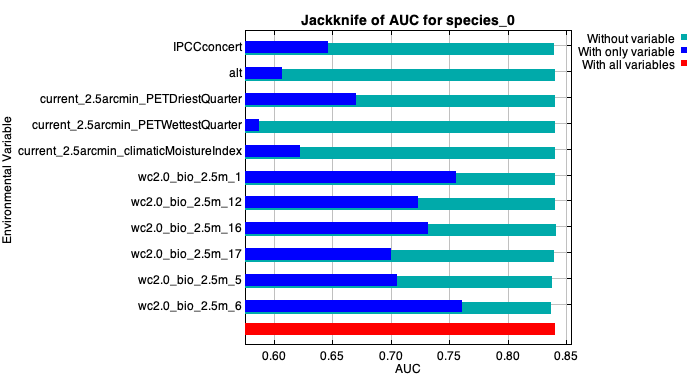 Jackknife of AUC for species_0
Without variable
With only variable
With all variables
Environmental Variable
IPCCconcert
alt
current_2.5arcmin_PETDriestQuarter
current_2.5arcmin_PETWettestQuarter
current_2.5arcmin_climaticMoistureIndex
wc2.0_bio_2.5m_1
wc2.0_bio_2.5m_12
wc2.0_bio_2.5m_16
wc2.0_bio_2.5m_17
wc2.0_bio_2.5m_5
wc2.0_bio_2.5m_6
0.60 0.65 0.70 0.75 0.80 0.85
AUC